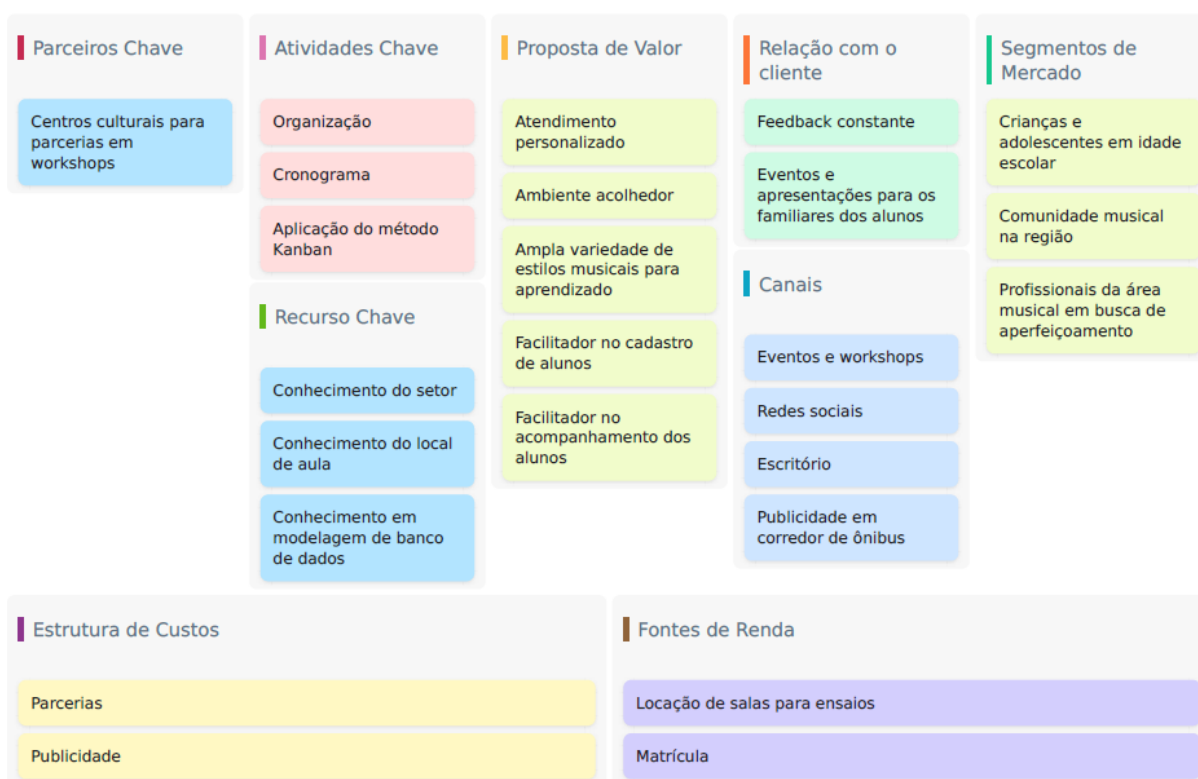 Parceiros Chave
Centros culturais para
parcerias em
workshops
Atividades Chave
Organização
Cronograma
Aplicação do método
Kanban
Recurso Chave
Conhecimento do setor
Conhecimento do local
de aula
Conhecimento em
modelagem de banco
de dados
Proposta de Valor
Atendimento
personalizado
Ambiente acolhedor
Ampla variedade de
estilos musicais para
aprendizado
Facilitador no cadastro
de alunos
Facilitador no
acompanhamento dos
alunos
Relação com o
cliente
Feedback constante
Eventos e
apresentações para os
familiares dos alunos
Canais
Eventos e workshops
Redes sociais
Escritório
Publicidade em
corredor de ônibus
Segmentos de
Mercado
Crianças e
adolescentes em idade
escolar
Comunidade musical
na região
Profissionais da área
musical em busca de
aperfeiçoamento
Estrutura de Custos
Parcerias
Publicidade
Fontes de Renda
Locação de salas para ensaios
Matrícula